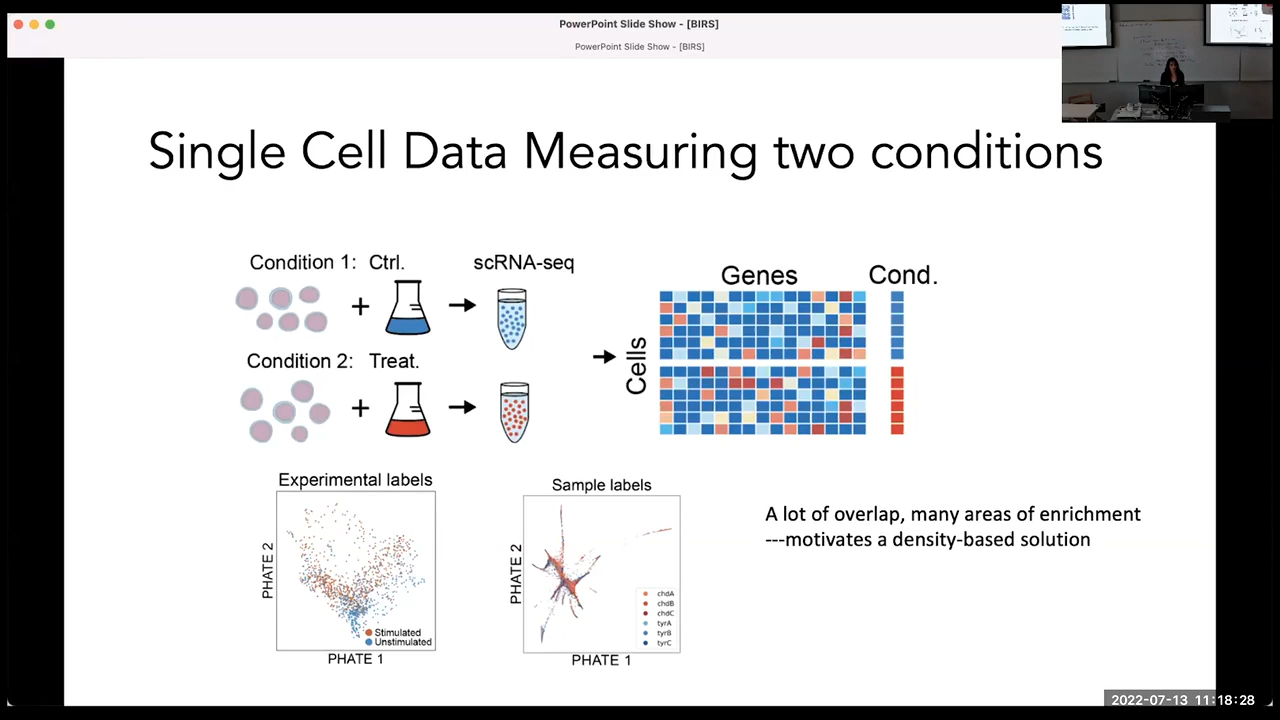 PowerPoint Slide Show - [BIRS]
PowerPoint Slide Show - [BIRS]
Single Cell Data Measuring two conditions
Condition 1: Ctrl.
scRNA-seq
Condition 2: Treat.
Genes
Cond.
Cells
Experimental labels
PHATE 2
Stimulated
Unstimulated
PHATE 1
Sample labels
PHATE 2
chdA
chdB
chdC
tyrA
tyrB
tyrC
PHATE 1
A lot of overlap, many areas of enrichment
---motivates a density-based solution
2022-07-13 11:18:28